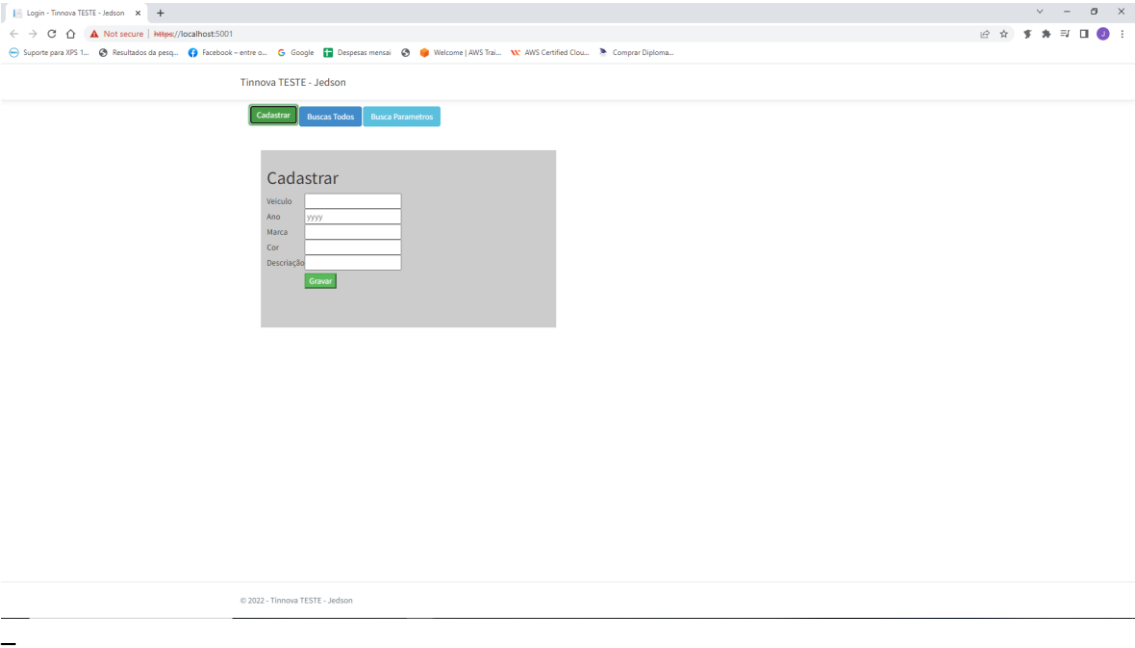 Login - Tinnova TESTE - Jedson
Not secure | https://localhost:5001
Suporte para XPS 1... Resultados da pesq... Facebook - entre o... Google Despesas mensai Welcome | AWS Trai... AWS Certified Clou... Comprar Diploma...
Tinnova TESTE - Jedson
Cadastrar Buscas Todos Busca Parametros
Cadastrar
Veiculo
Ano yyyy
Marca
Cor
Descriação
Gravar
© 2022 - Tinnova TESTE - Jedson